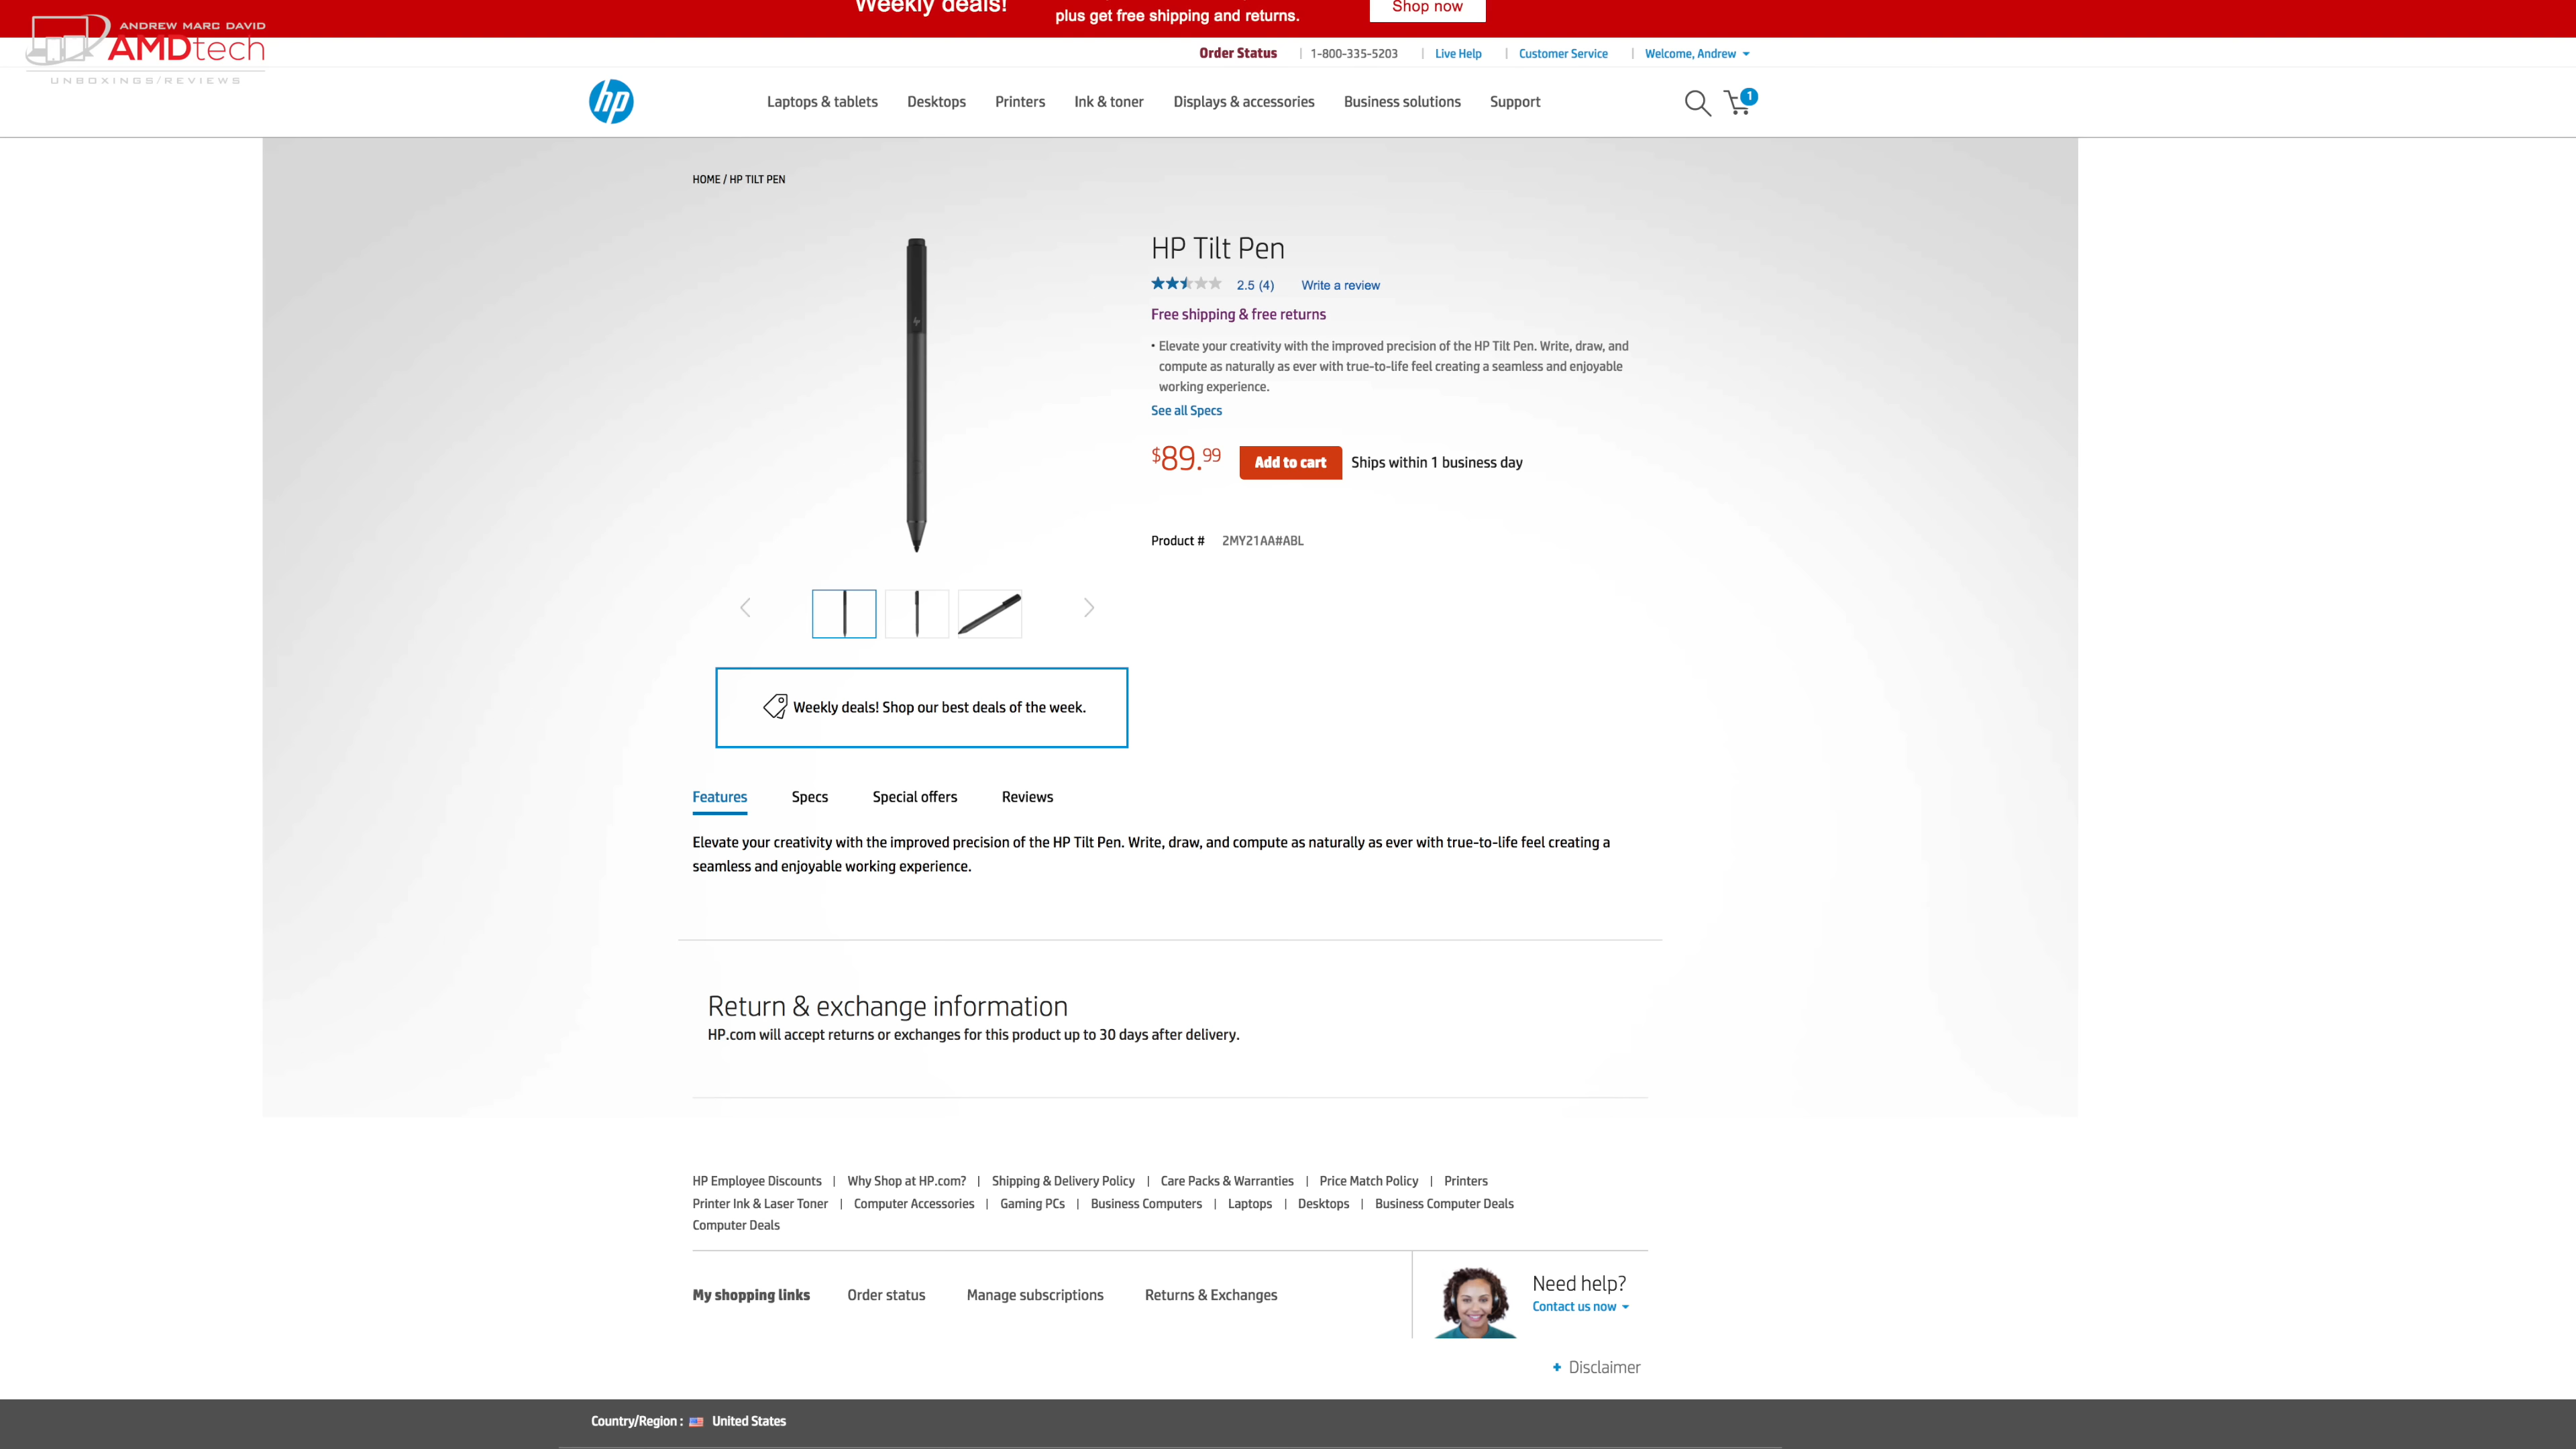 Weekly deals!
plus get free shipping and returns.
Shop now
ANDREW MARC DAVID
AMDtech
UNBOXINGS/REVIEWS
Order Status | 1-800-335-5203 | Live Help | Customer Service | Welcome, Andrew
hp
Laptops & tablets Desktops Printers Ink & toner Displays & accessories Business solutions Support
1
HOME / HP TILT PEN
HP Tilt Pen
2.5 (4) Write a review
Free shipping & free returns
• Elevate your creativity with the improved precision of the HP Tilt Pen. Write, draw, and
compute as naturally as ever with true-to-life feel creating a seamless and enjoyable
working experience.
See all Specs
$89.99 Add to cart Ships within 1 business day
Product # 2MY21AA#ABL
Weekly deals! Shop our best deals of the week.
Features Specs Special offers Reviews
Elevate your creativity with the improved precision of the HP Tilt Pen. Write, draw, and compute as naturally as ever with true-to-life feel creating a
seamless and enjoyable working experience.
Return & exchange information
HP.com will accept returns or exchanges for this product up to 30 days after delivery.
HP Employee Discounts | Why Shop at HP.com? | Shipping & Delivery Policy | Care Packs & Warranties | Price Match Policy | Printers
Printer Ink & Laser Toner | Computer Accessories | Gaming PCs | Business Computers | Laptops | Desktops | Business Computer Deals
Computer Deals
My shopping links Order status Manage subscriptions Returns & Exchanges
Need help?
Contact us now
+ Disclaimer
Country/Region : United States